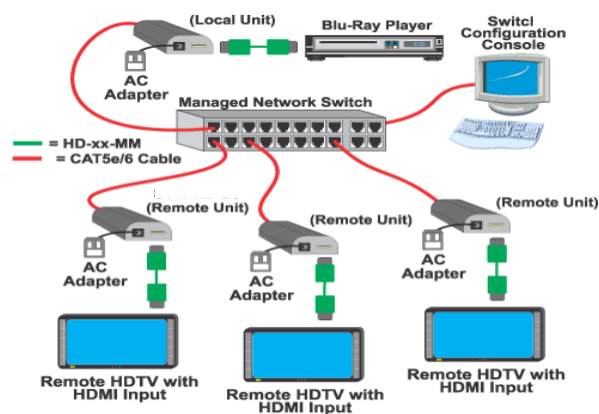 (Local Unit)
Blu-Ray Player
Switcl
Configuration
Console
AC
Adapter
Managed Network Switch
= HD-xx-MM
= CAT5e/6 Cable
(Remote Unit)
(Remote Unit)
(Remote Unit)
AC
Adapter
AC
Adapter
AC
Adapter
Remote HDTV with
HDMI Input
Remote HDTV with
HDMI Input
Remote HDTV with
HDMI Input